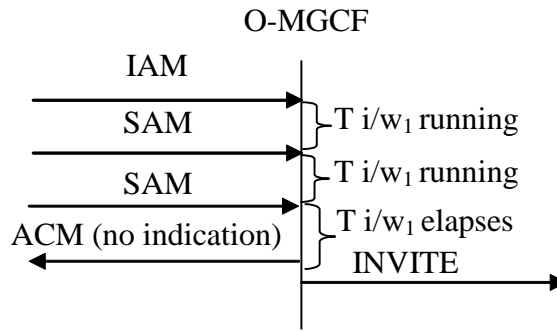 O-MGCF
IAM
T i/w₁ running
SAM
T i/w₁ running
SAM
T i/w₁ elapses
ACM (no indication)
INVITE